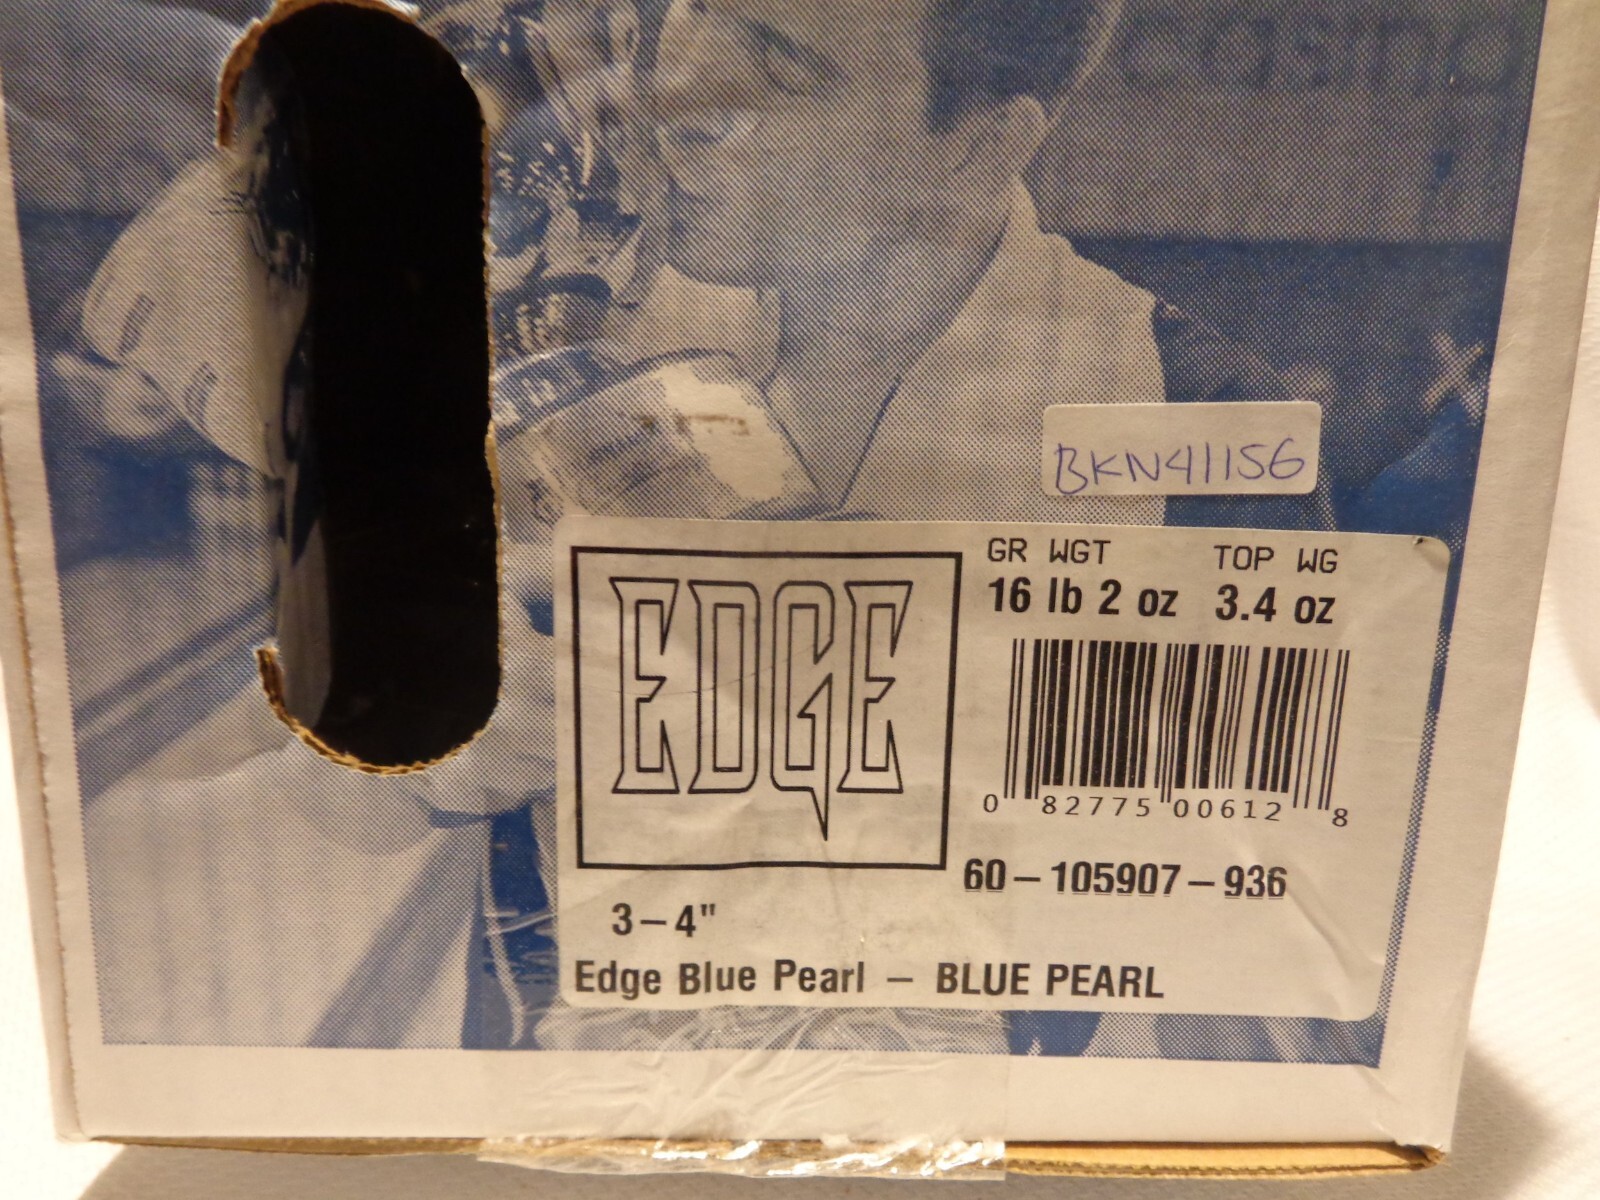 BKN41156
EDGE
GR WGT TOP WG
16 lb 2 oz 3.4 oz
0 82775 00612 8
60-105907-936
3-4"
Edge Blue Pearl - BLUE PEARL